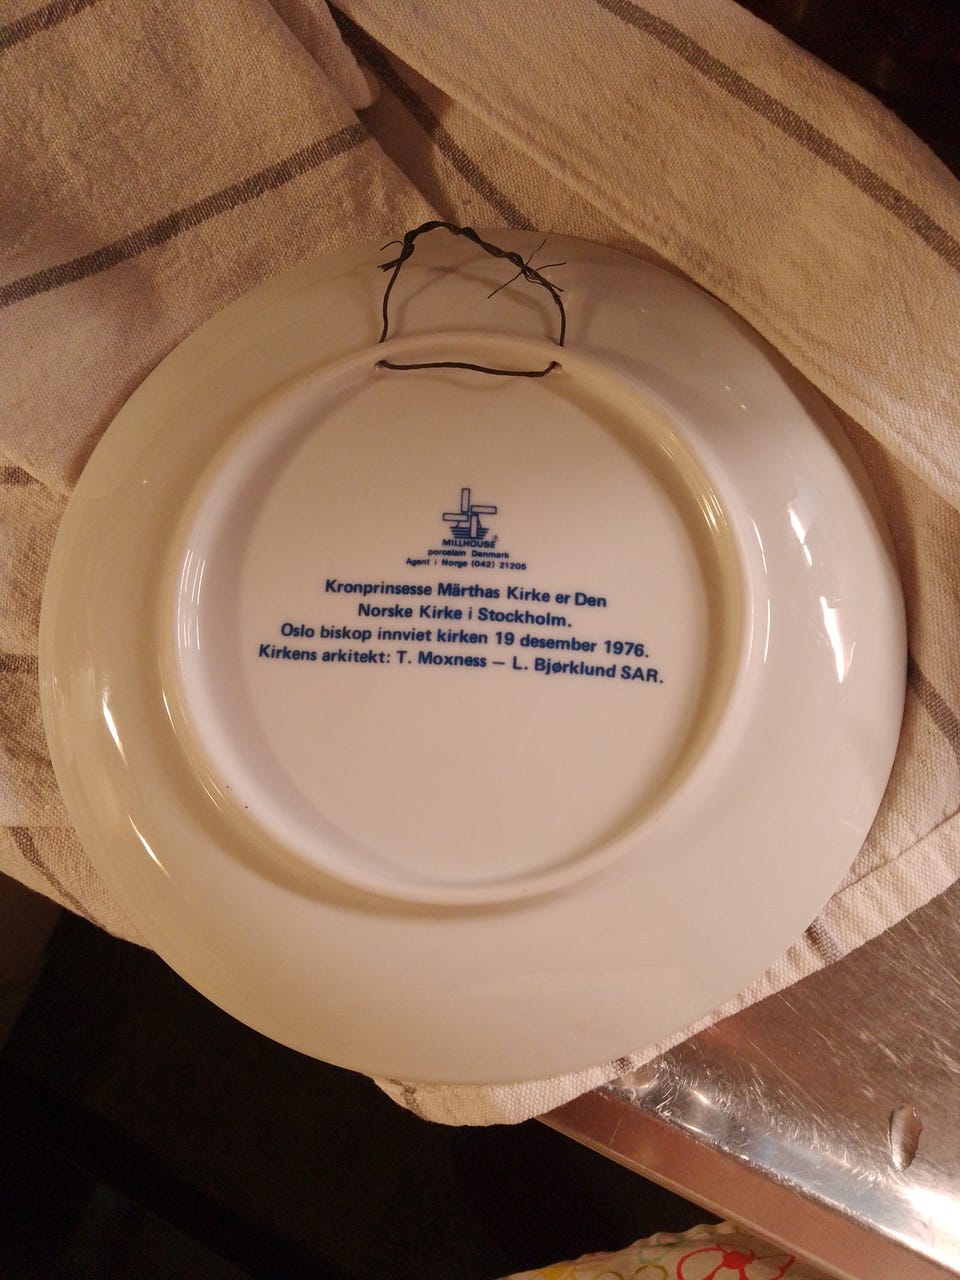 MILLHOUSE
porcelain Denmark
Agent i Norge (042) 21205
Kronprinsesse Märthas Kirke er Den
Norske Kirke i Stockholm.
Oslo biskop innviet kirken 19 desember 1976.
Kirkens arkitekt: T. Moxness — L. Bjørklund SAR.